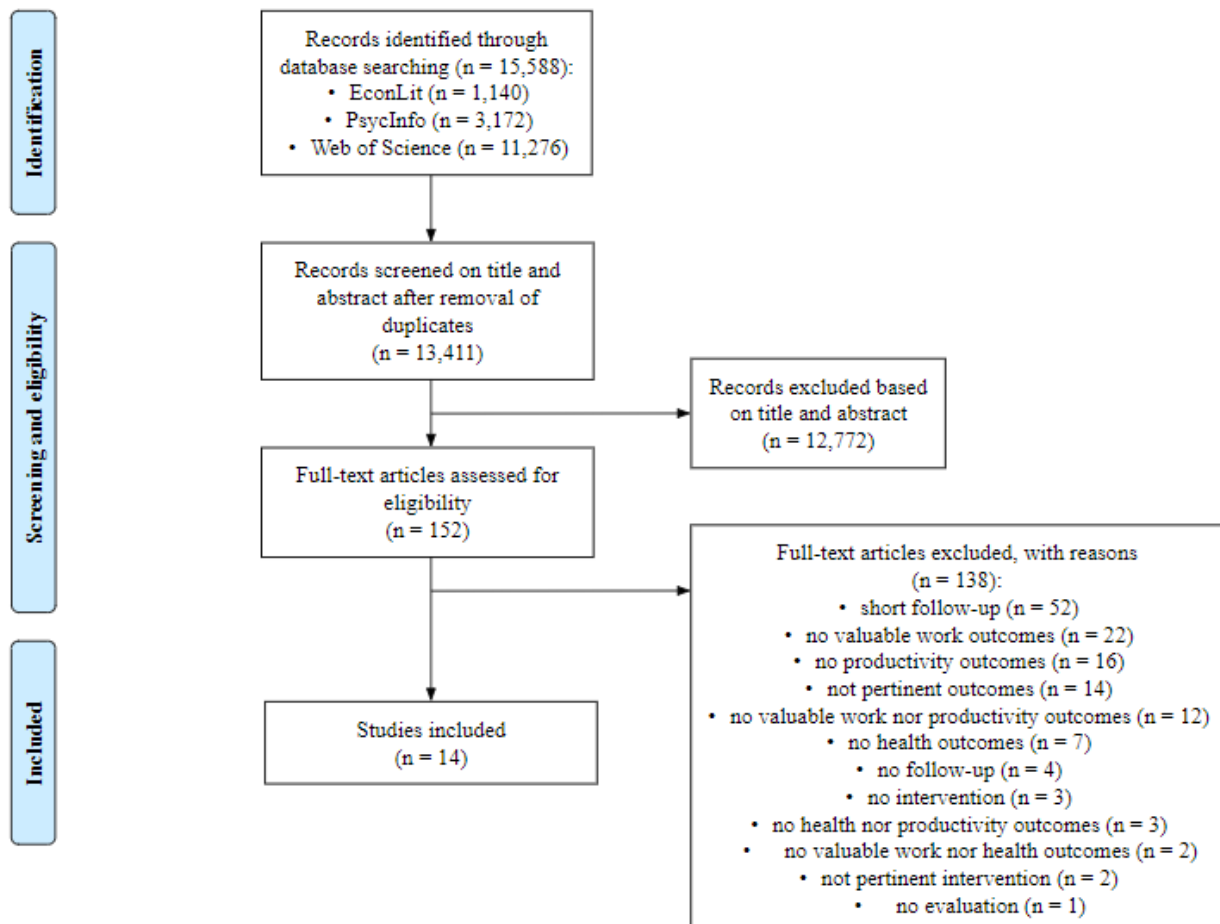 Identification
Records identified through
database searching (n = 15,588):
• EconLit (n = 1,140)
• PsycInfo (n = 3,172)
• Web of Science (n = 11,276)
Screening and eligibility
Records screened on title and
abstract after removal of
duplicates
(n = 13,411)
Records excluded based
on title and abstract
(n = 12,772)
Full-text articles assessed for
eligibility
(n = 152)
Full-text articles excluded, with reasons
(n = 138):
• short follow-up (n = 52)
• no valuable work outcomes (n = 22)
• no productivity outcomes (n = 16)
• not pertinent outcomes (n = 14)
• no valuable work nor productivity outcomes (n = 12)
• no health outcomes (n = 7)
• no follow-up (n = 4)
• no intervention (n = 3)
• no health nor productivity outcomes (n = 3)
• no valuable work nor health outcomes (n = 2)
• not pertinent intervention (n = 2)
• no evaluation (n = 1)
Included
Studies included
(n = 14)